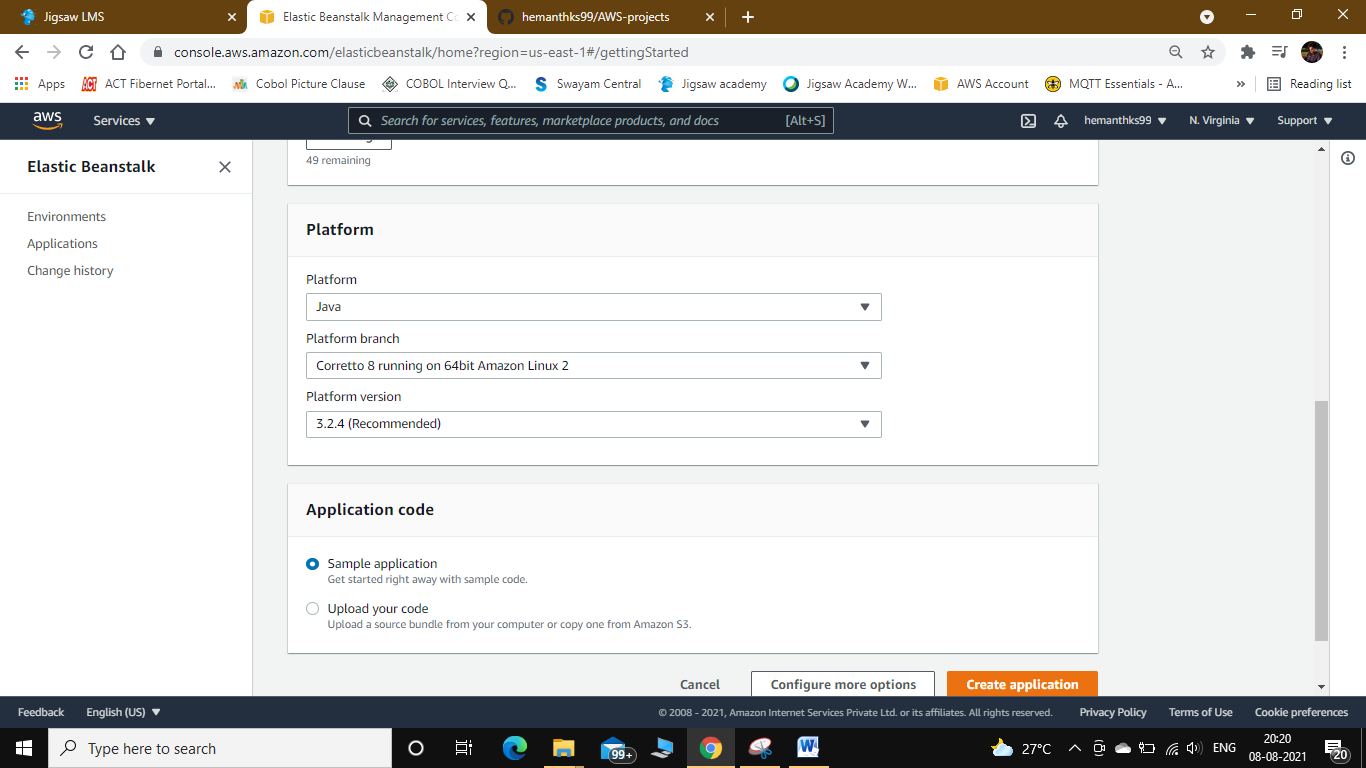 Jigsaw LMS
Elastic Beanstalk Management Co
hemanthks99/AWS-projects
console.aws.amazon.com/elasticbeanstalk/home?region=us-east-1#/gettingStarted
Apps
ACT Fibernet Portal...
Cobol Picture Clause
COBOL Interview Q...
Swayam Central
Jigsaw academy
Jigsaw Academy W...
AWS Account
MQTT Essentials - A...
»
Reading list
aws
Services
Search for services, features, marketplace products, and docs
[Alt+S]
hemanthks99
N. Virginia
Support
Elastic Beanstalk
Environments
Applications
Change history
49 remaining
Platform
Platform
Java
Platform branch
Corretto 8 running on 64bit Amazon Linux 2
Platform version
3.2.4 (Recommended)
Application code
Sample application
Get started right away with sample code.
Upload your code
Upload a source bundle from your computer or copy one from Amazon S3.
Cancel
Configure more options
Create application
Feedback
English (US)
© 2008 - 2021, Amazon Internet Services Private Ltd. or its affiliates. All rights reserved.
Privacy Policy
Terms of Use
Cookie preferences
Type here to search
99+
27°C
ENG
20:20
08-08-2021
20